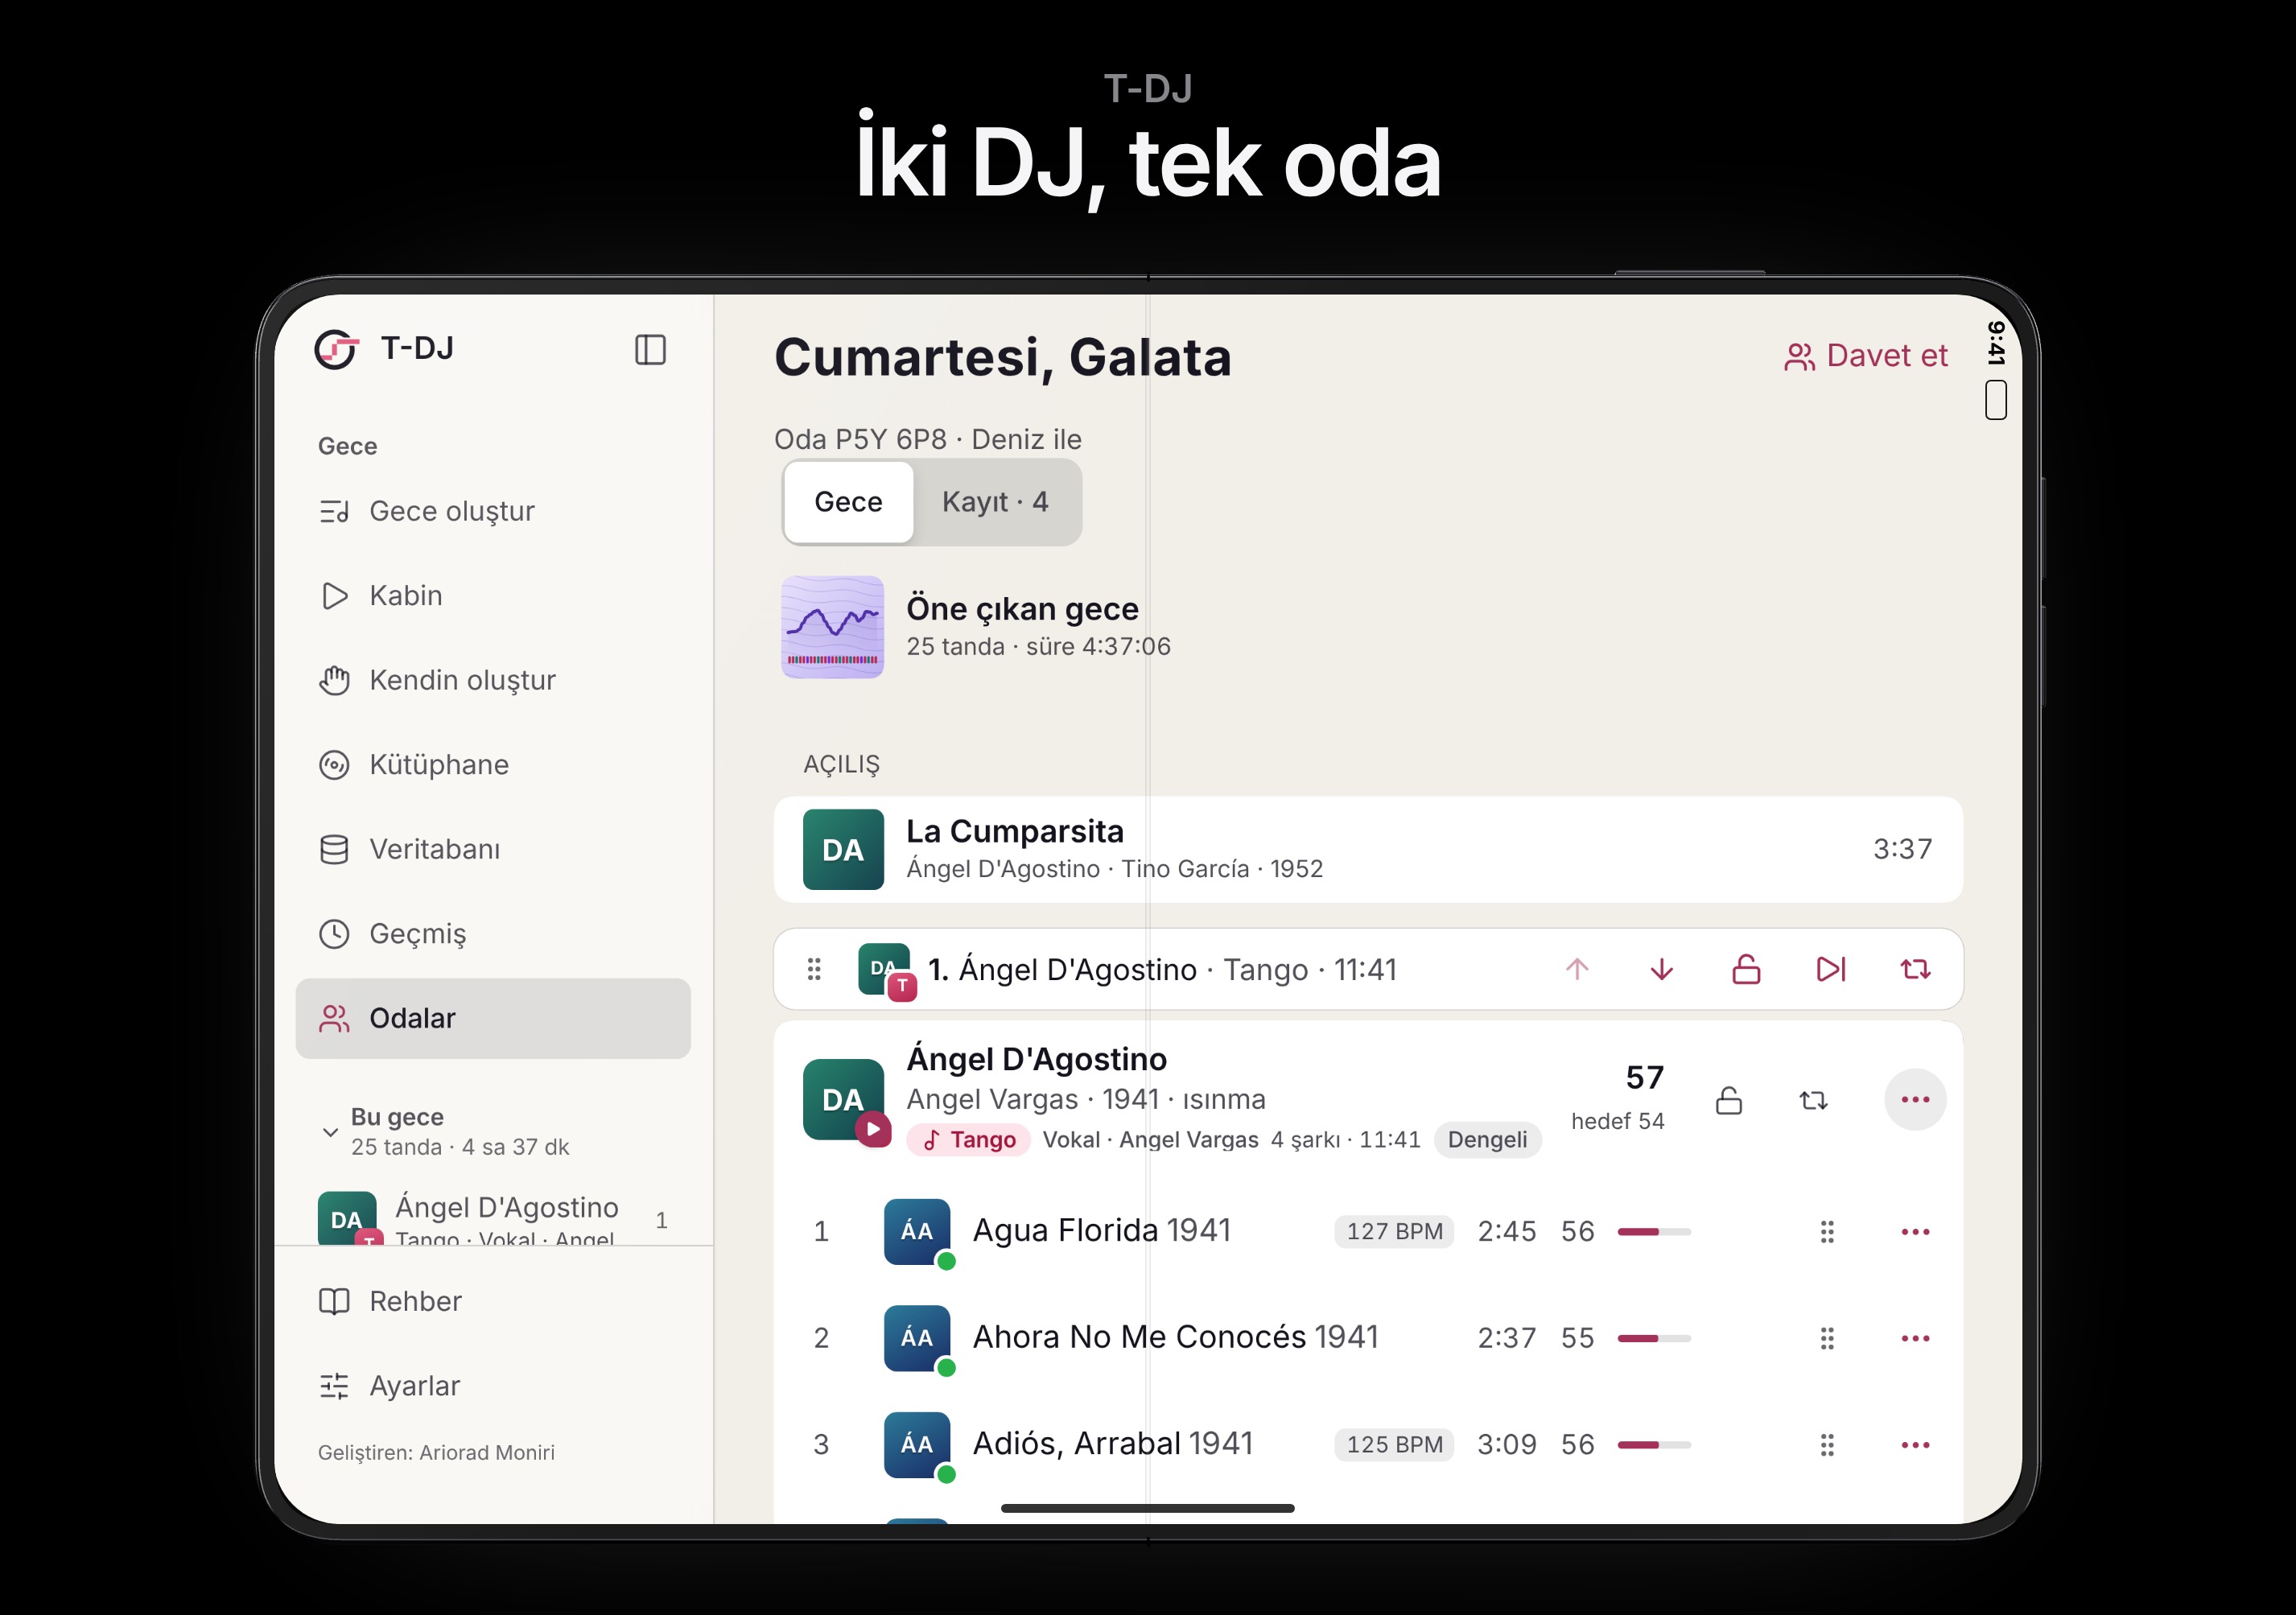 T-DJ
İki DJ, tek oda
T-DJ
Gece
Gece oluştur
Kabin
Kendin oluştur
Kütüphane
Veritabanı
Geçmiş
Odalar
Bu gece
25 tanda · 4 sa 37 dk
DA
T
Ángel D'Agostino
1
Tango · Vokal · Angel
Rehber
Ayarlar
Geliştiren: Ariorad Moniri
Cumartesi, Galata
Davet et
9:41
Oda P5Y 6P8 · Deniz ile
Gece
Kayıt · 4
Öne çıkan gece
25 tanda · süre 4:37:06
AÇILIŞ
DA
La Cumparsita
Ángel D'Agostino · Tino García · 1952
3:37
DA
T
1. Ángel D'Agostino · Tango · 11:41
DA
Ángel D'Agostino
Angel Vargas · 1941 · ısınma
Tango Vokal · Angel Vargas 4 şarkı · 11:41 Dengeli
57
hedef 54
1 ÁA Agua Florida 1941 127 BPM 2:45 56
2 ÁA Ahora No Me Conocés 1941 2:37 55
3 ÁA Adiós, Arrabal 1941 125 BPM 3:09 56